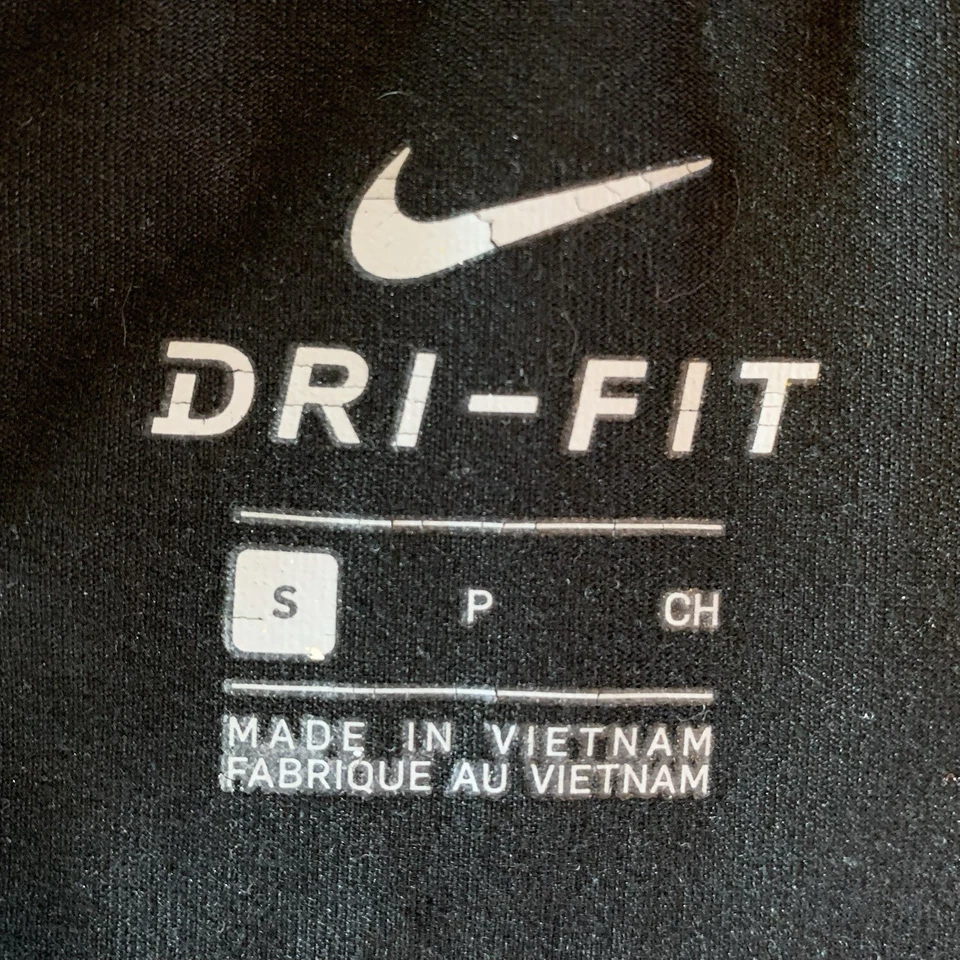 DRI-FIT
S P CH
MADE IN VIETNAM
FABRIQUE AU VIETNAM